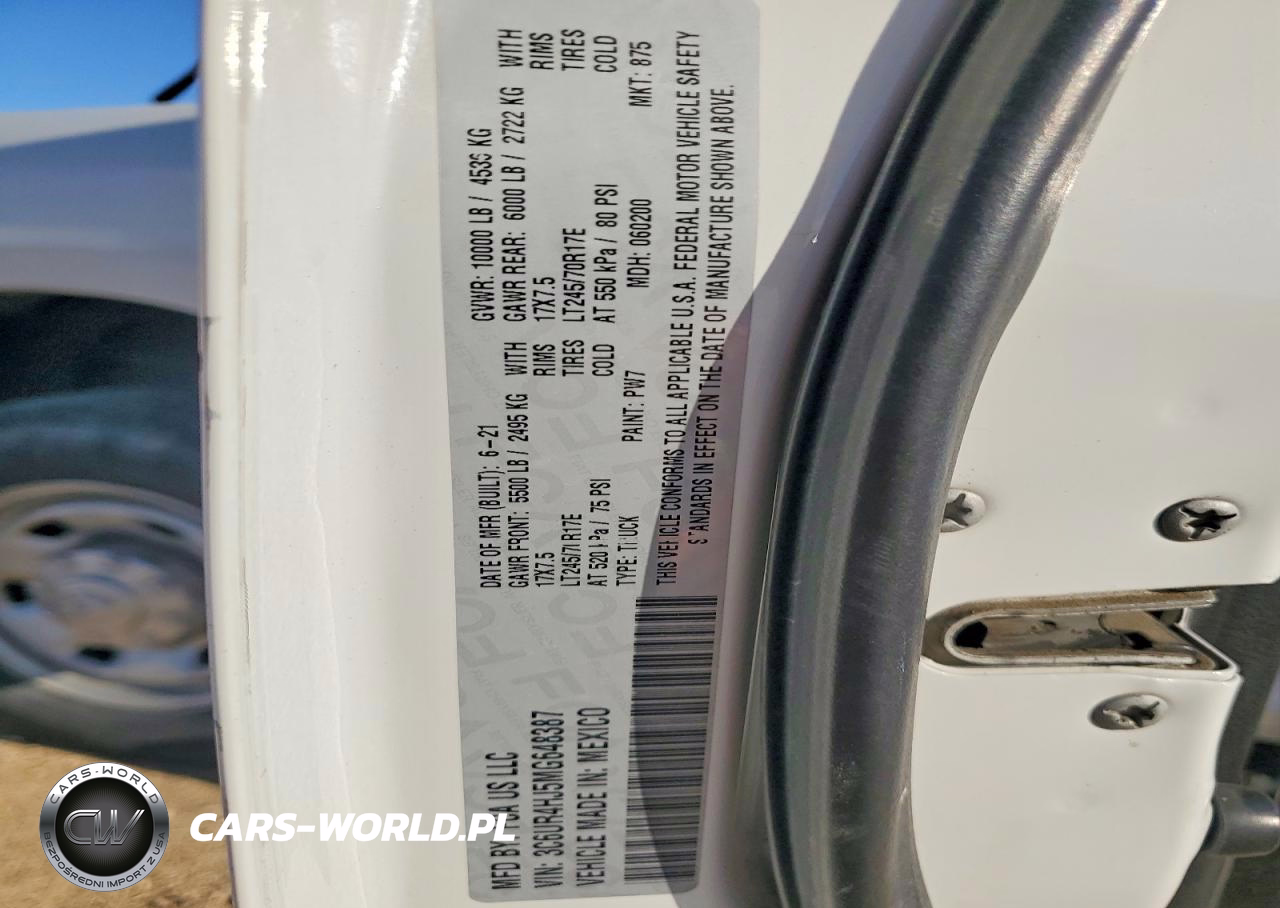 MFD BY FCA US LLC
DATE OF MFR (BUILT): 6-21
GVWR: 10000 LB / 4536 KG
GAWR FRONT: 5500 LB / 2495 KG WITH
GAWR REAR: 6000 LB / 2722 KG WITH
17X7.5 RIMS
17X7.5 RIMS
LT245/70R17E TIRES
LT245/70R17E TIRES
AT 520 kPa / 75 PSI COLD
AT 550 kPa / 80 PSI COLD
VIN: 3C6UR4HJ5MG648387
TYPE: TRUCK
PAINT: PW7
MDH: 060200
MKT: 875
VEHICLE MADE IN: MEXICO
THIS VEHICLE CONFORMS TO ALL APPLICABLE U.S.A. FEDERAL MOTOR VEHICLE SAFETY
STANDARDS IN EFFECT ON THE DATE OF MANUFACTURE SHOWN ABOVE.
CARS-WORLD
CW
BEZPOŚREDNI IMPORT Z USA
CARS-WORLD.PL